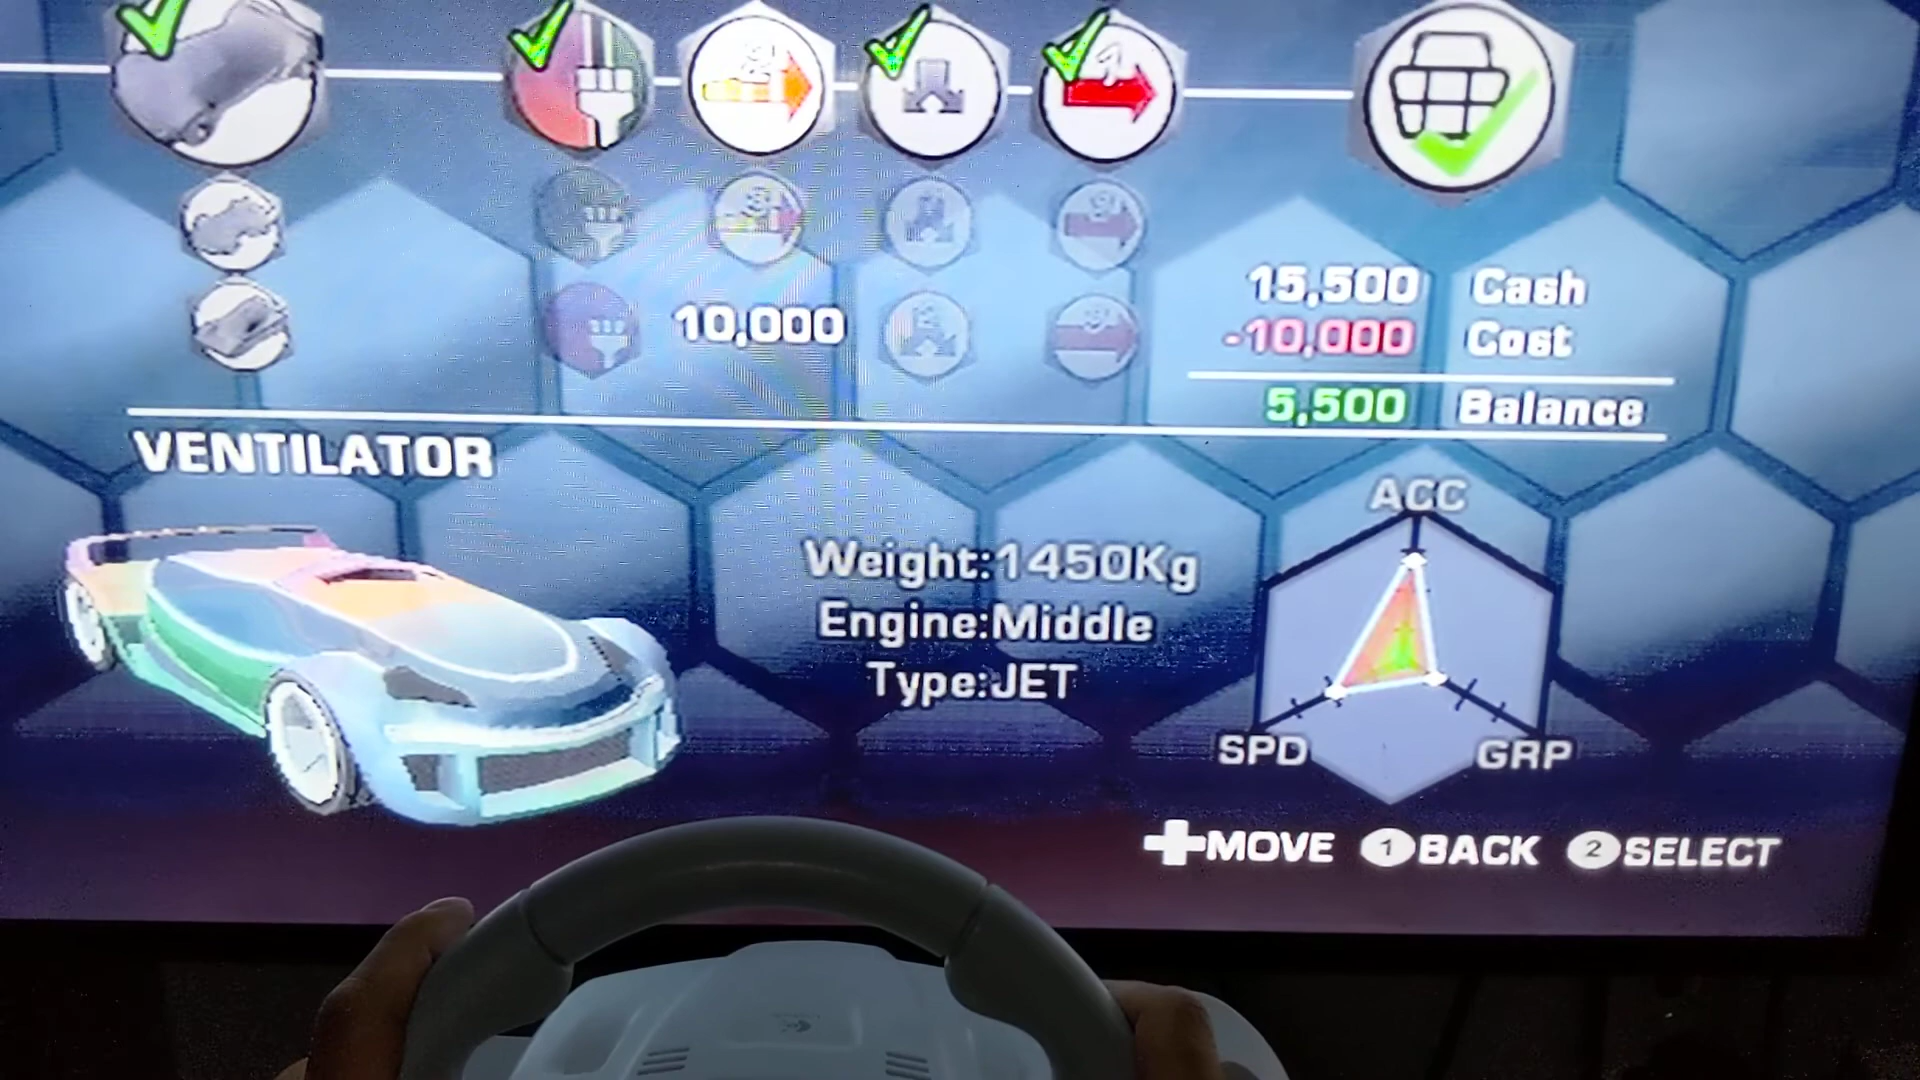 10,000
15,500 Cash
-10,000 Cost
5,500 Balance
VENTILATOR
ACC
Weight:1450Kg
Engine:Middle
Type:JET
SPD
GRP
MOVE 1 BACK 2 SELECT